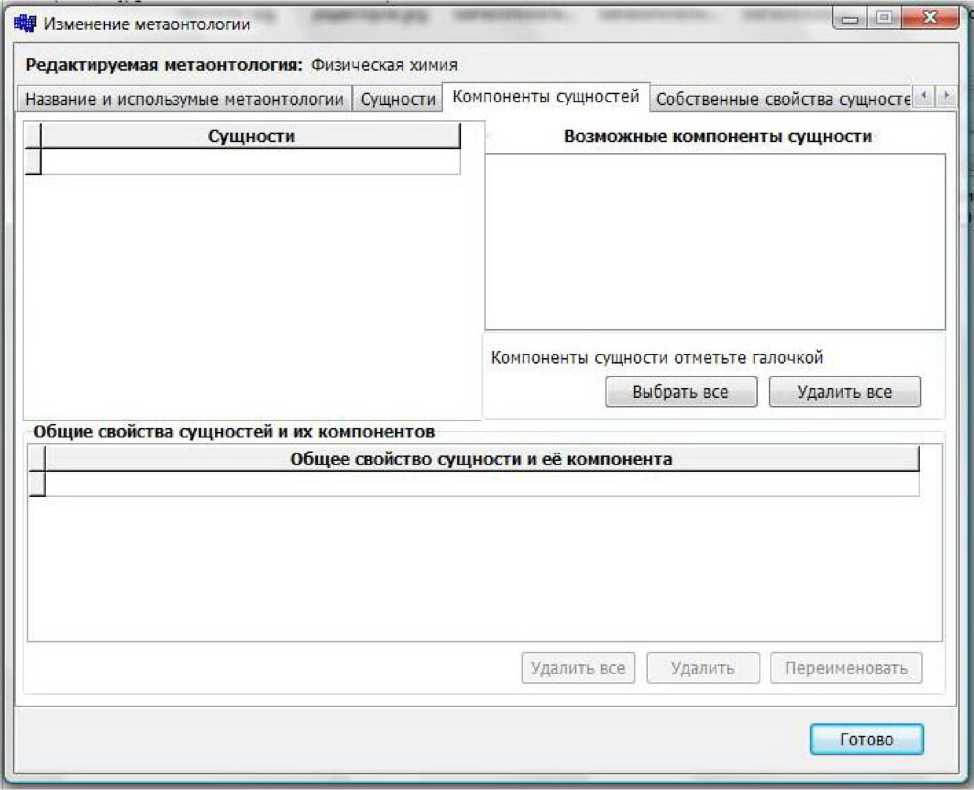 Изменение метаонтологии
Редактируемая метаонтология: Физическая химия
Название и использумые метаонтологии Сущности Компоненты сущностей Собственные свойства сущносте
Сущности
Возможные компоненты сущности
Компоненты сущности отметьте галочкой
Выбрать все Удалить все
Общие свойства сущностей и их компонентов
Общее свойство сущности и её компонента
Удалить все Удалить Переименовать
Готово